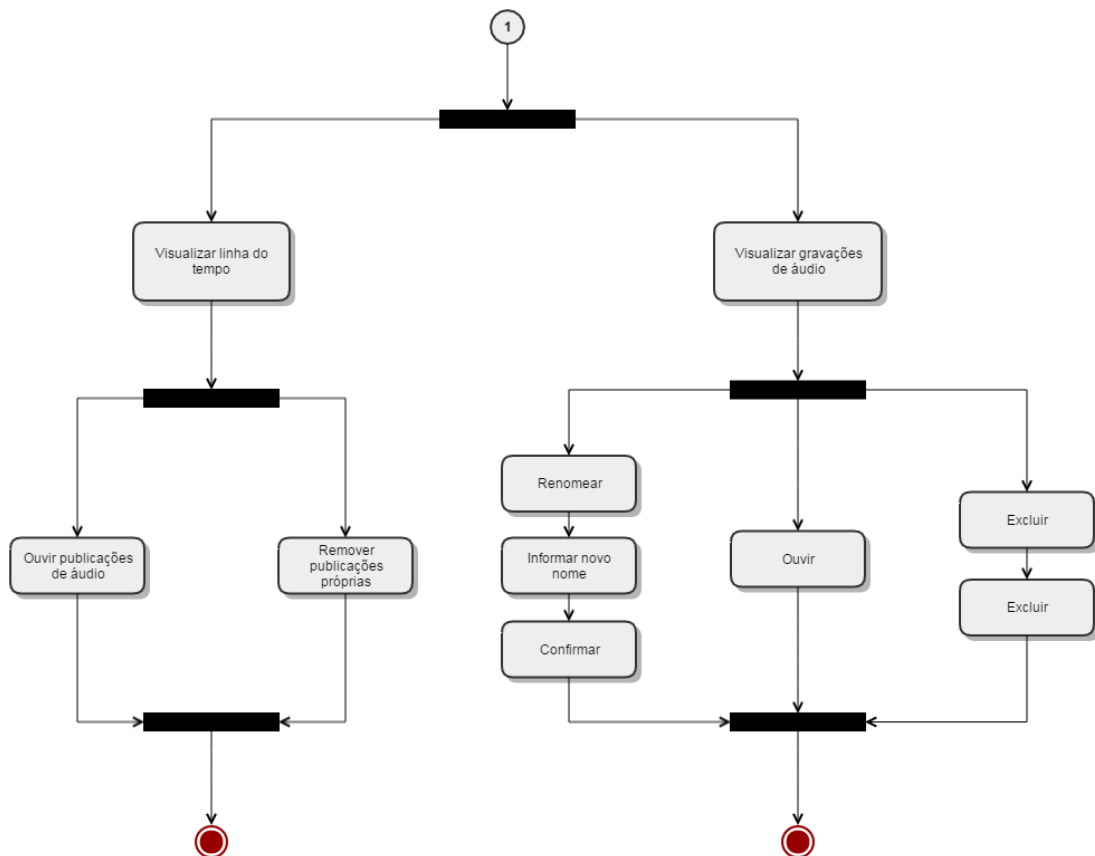 1
Visualizar linha do
tempo
Visualizar gravações
de áudio
Renomear
Excluir
Ouvir publicações
de áudio
Remover
publicações
próprias
Informar novo
nome
Ouvir
Excluir
Confirmar